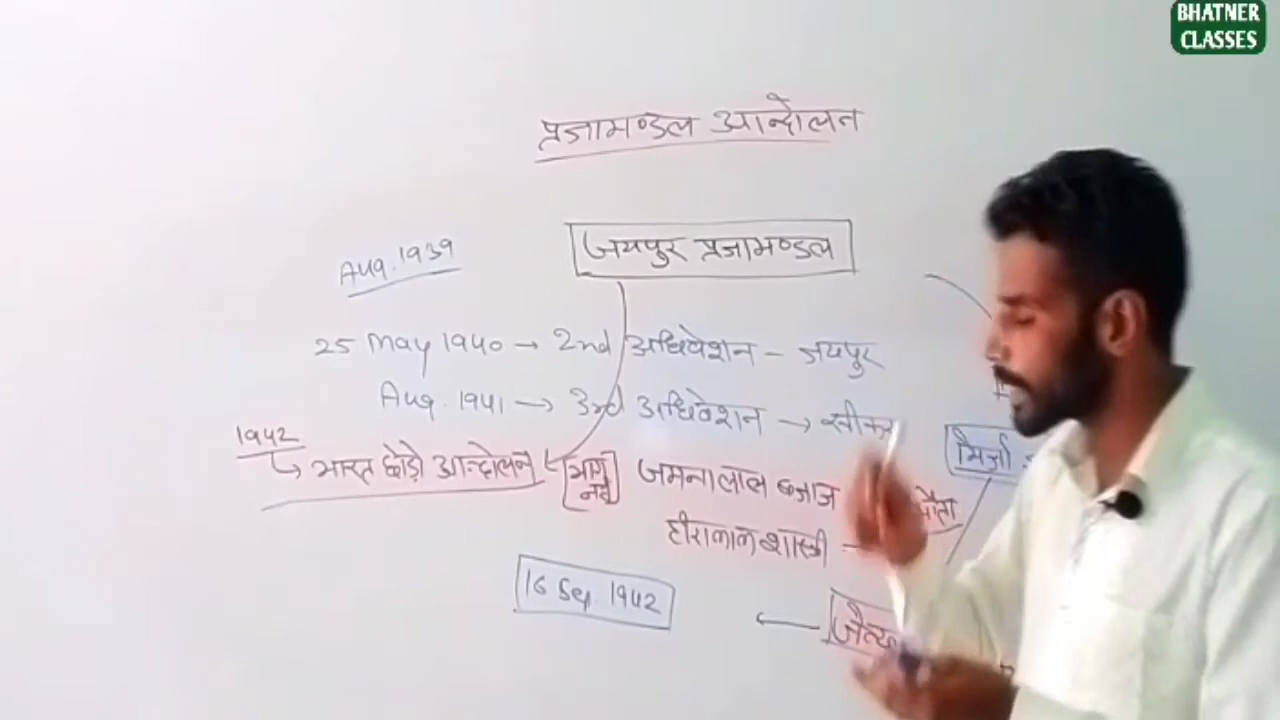 BHATNER
CLASSES
प्रजामण्डल आन्दोलन
जयपुर प्रजामण्डल
Aug. 1939
25 May 1940 → 2nd अधिवेशन - जयपुर
Aug. 1941 → 3rd अधिवेशन → सीकर
1942
↳ भारत छोड़ो आन्दोलन
भाग
नही
जमनालाल बजाज
हीरालाल शास्त्री
मिर्जा
16 Sep. 1942